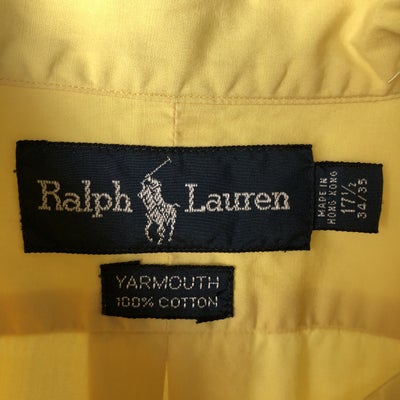 Ralph Lauren
MADE IN
HONG KONG
17½
34/35
YARMOUTH
100% COTTON